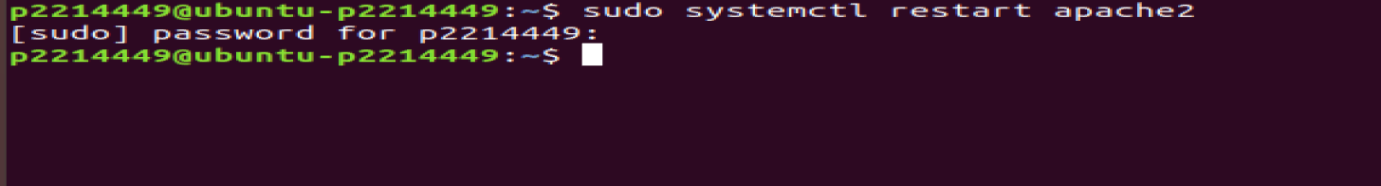 p2214449@ubuntu-p2214449:~$ sudo systemctl restart apache2
[sudo] password for p2214449:
p2214449@ubuntu-p2214449:~$